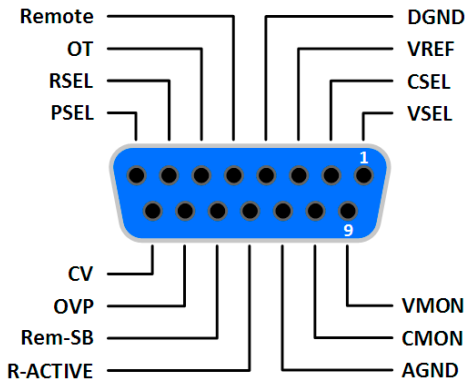 Remote
DGND
OT
VREF
RSEL
CSEL
PSEL
VSEL
1
9
CV
OVP
VMON
Rem-SB
CMON
R-ACTIVE
AGND